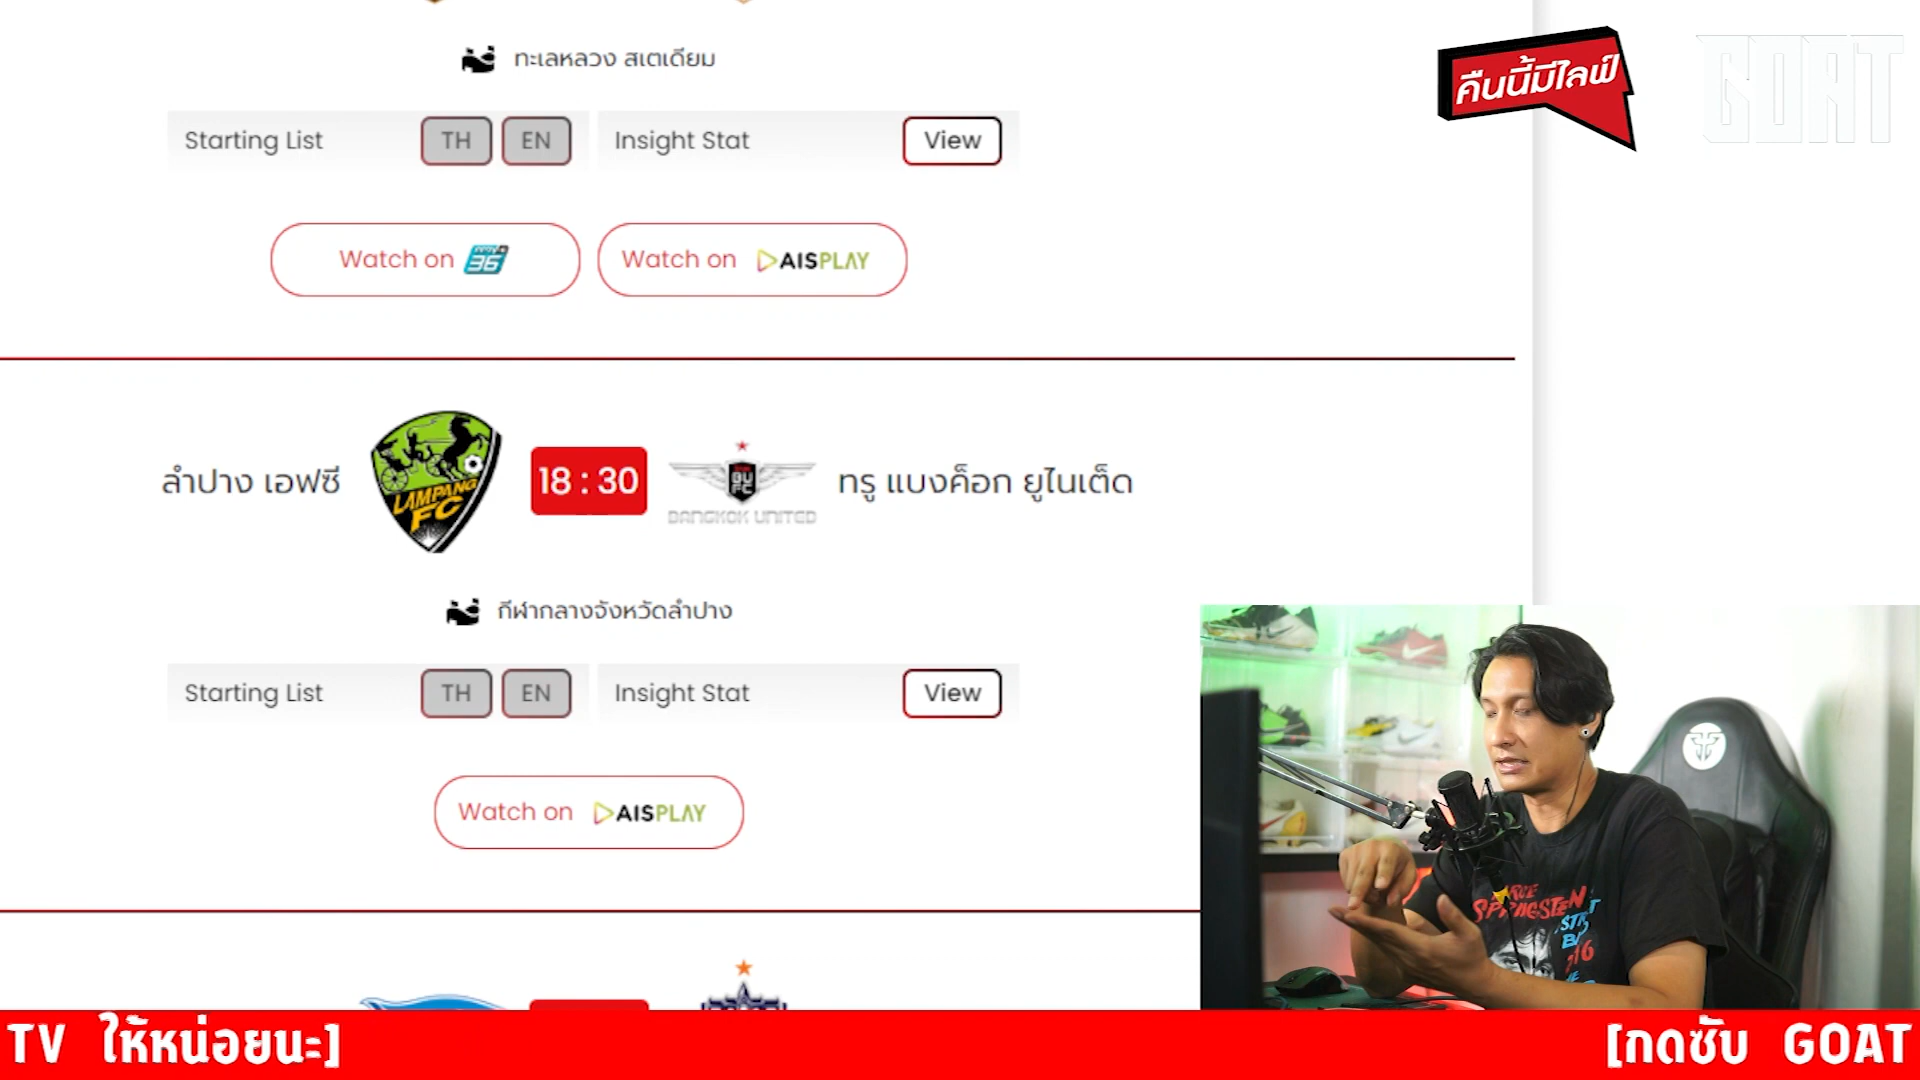 ทะเลหลวง สเตเดียม
คืนนี้มีไลฟ์
GOAT
Starting List TH EN Insight Stat View
Watch on 36 Watch on AISPLAY
ลำปาง เอฟซี LAMPANG FC 18 : 30 BU FC BANGKOK UNITED ทรู แบงค็อก ยูไนเต็ด
กีฬากลางจังหวัดลำปาง
Starting List TH EN Insight Stat View
Watch on AISPLAY
SPRINGSTEEN
TV ให้หน่อยนะ] [กดซับ GOAT